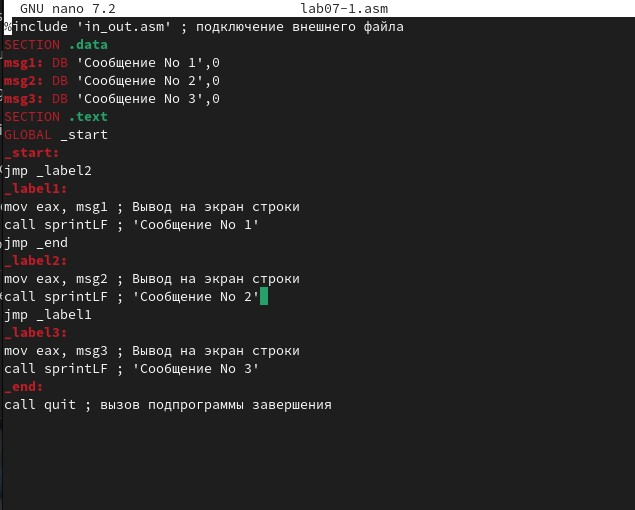 GNU nano 7.2 lab07-1.asm
%include 'in_out.asm' ; подключение внешнего файла
SECTION .data
msg1: DB 'Сообщение No 1',0
msg2: DB 'Сообщение No 2',0
msg3: DB 'Сообщение No 3',0
SECTION .text
GLOBAL _start
_start:
jmp _label2
_label1:
mov eax, msg1 ; Вывод на экран строки
call sprintLF ; 'Сообщение No 1'
jmp _end
_label2:
mov eax, msg2 ; Вывод на экран строки
call sprintLF ; 'Сообщение No 2'
jmp _label1
_label3:
mov eax, msg3 ; Вывод на экран строки
call sprintLF ; 'Сообщение No 3'
_end:
call quit ; вызов подпрограммы завершения